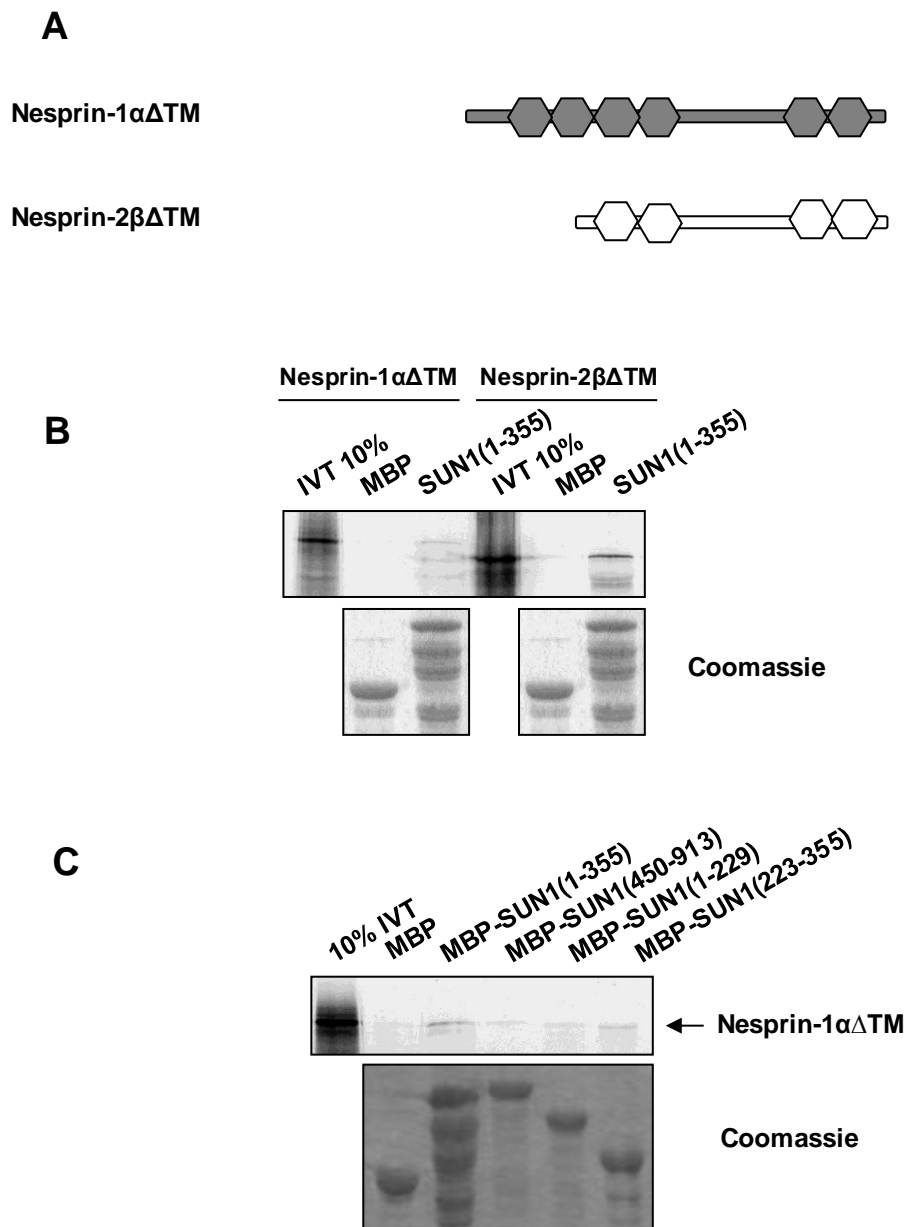 A
Nesprin-1αΔTM
Nesprin-2βΔTM
B
Nesprin-1αΔTM Nesprin-2βΔTM
IVT 10% MBP SUN1(1-355) IVT 10% MBP SUN1(1-355)
Coomassie
C
10% IVT MBP MBP-SUN1(1-355) MBP-SUN1(450-913) MBP-SUN1(1-229) MBP-SUN1(223-355)
Nesprin-1αΔTM
Coomassie